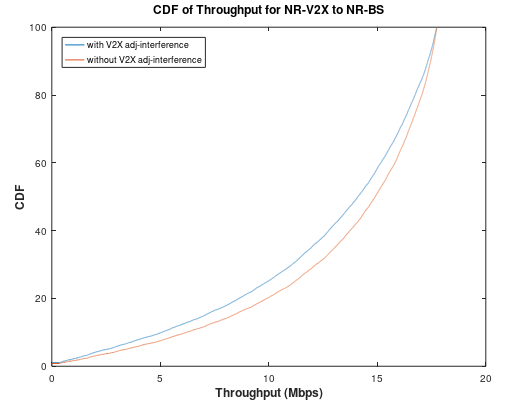 CDF of Throughput for NR-V2X to NR-BS
with V2X adj-interference
without V2X adj-interference
100
80
60
40
20
0
CDF
0 5 10 15 20
Throughput (Mbps)